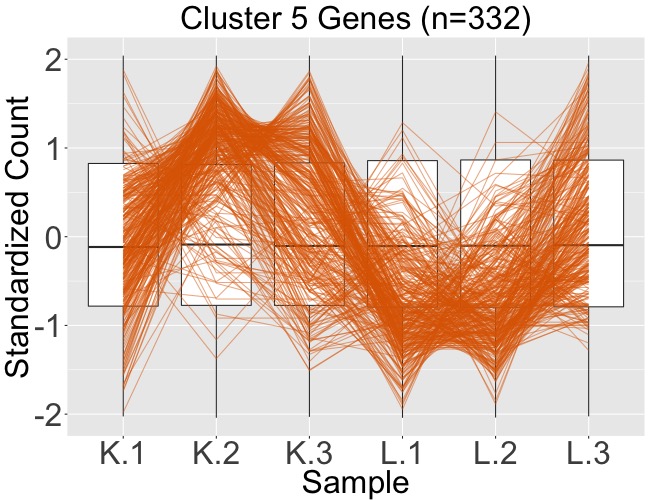 Cluster 5 Genes (n=332)
Standardized Count
2
1
0
-1
-2
K.1 K.2 K.3 L.1 L.2 L.3
Sample